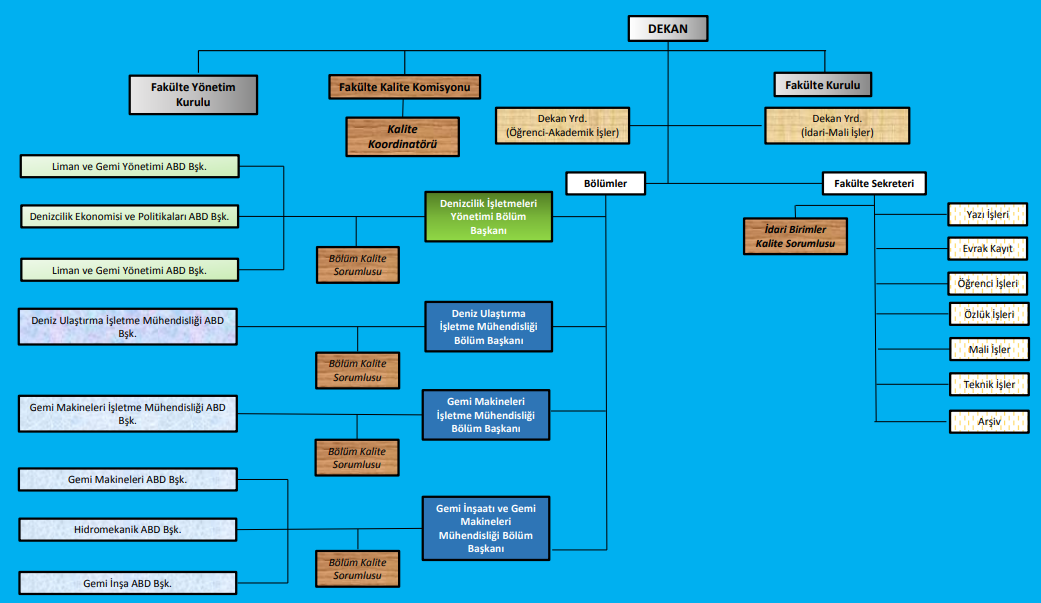 DEKAN
Fakülte Yönetim
Kurulu
Fakülte Kalite Komisyonu
Fakülte Kurulu
Kalite
Koordinatörü
Dekan Yrd.
(Öğrenci-Akademik İşler)
Dekan Yrd.
(İdari-Mali İşler)
Bölümler
Fakülte Sekreteri
Liman ve Gemi Yönetimi ABD Bşk.
Denizcilik Ekonomisi ve Politikaları ABD Bşk.
Liman ve Gemi Yönetimi ABD Bşk.
Denizcilik İşletmeleri
Yönetimi Bölüm
Başkanı
Bölüm Kalite
Sorumlusu
İdari Birimler
Kalite Sorumlusu
Yazı İşleri
Evrak Kayıt
Öğrenci İşleri
Özlük İşleri
Mali İşler
Teknik İşler
Arşiv
Deniz Ulaştırma İşletme Mühendisliği ABD
Bşk.
Deniz Ulaştırma
İşletme Mühendisliği
Bölüm Başkanı
Bölüm Kalite
Sorumlusu
Gemi Makineleri İşletme Mühendisliği ABD
Bşk.
Gemi Makineleri
İşletme Mühendisliği
Bölüm Başkanı
Bölüm Kalite
Sorumlusu
Gemi Makineleri ABD Bşk.
Hidromekanik ABD Bşk.
Gemi İnşa ABD Bşk.
Gemi İnşaatı ve Gemi
Makineleri
Mühendisliği Bölüm
Başkanı
Bölüm Kalite
Sorumlusu